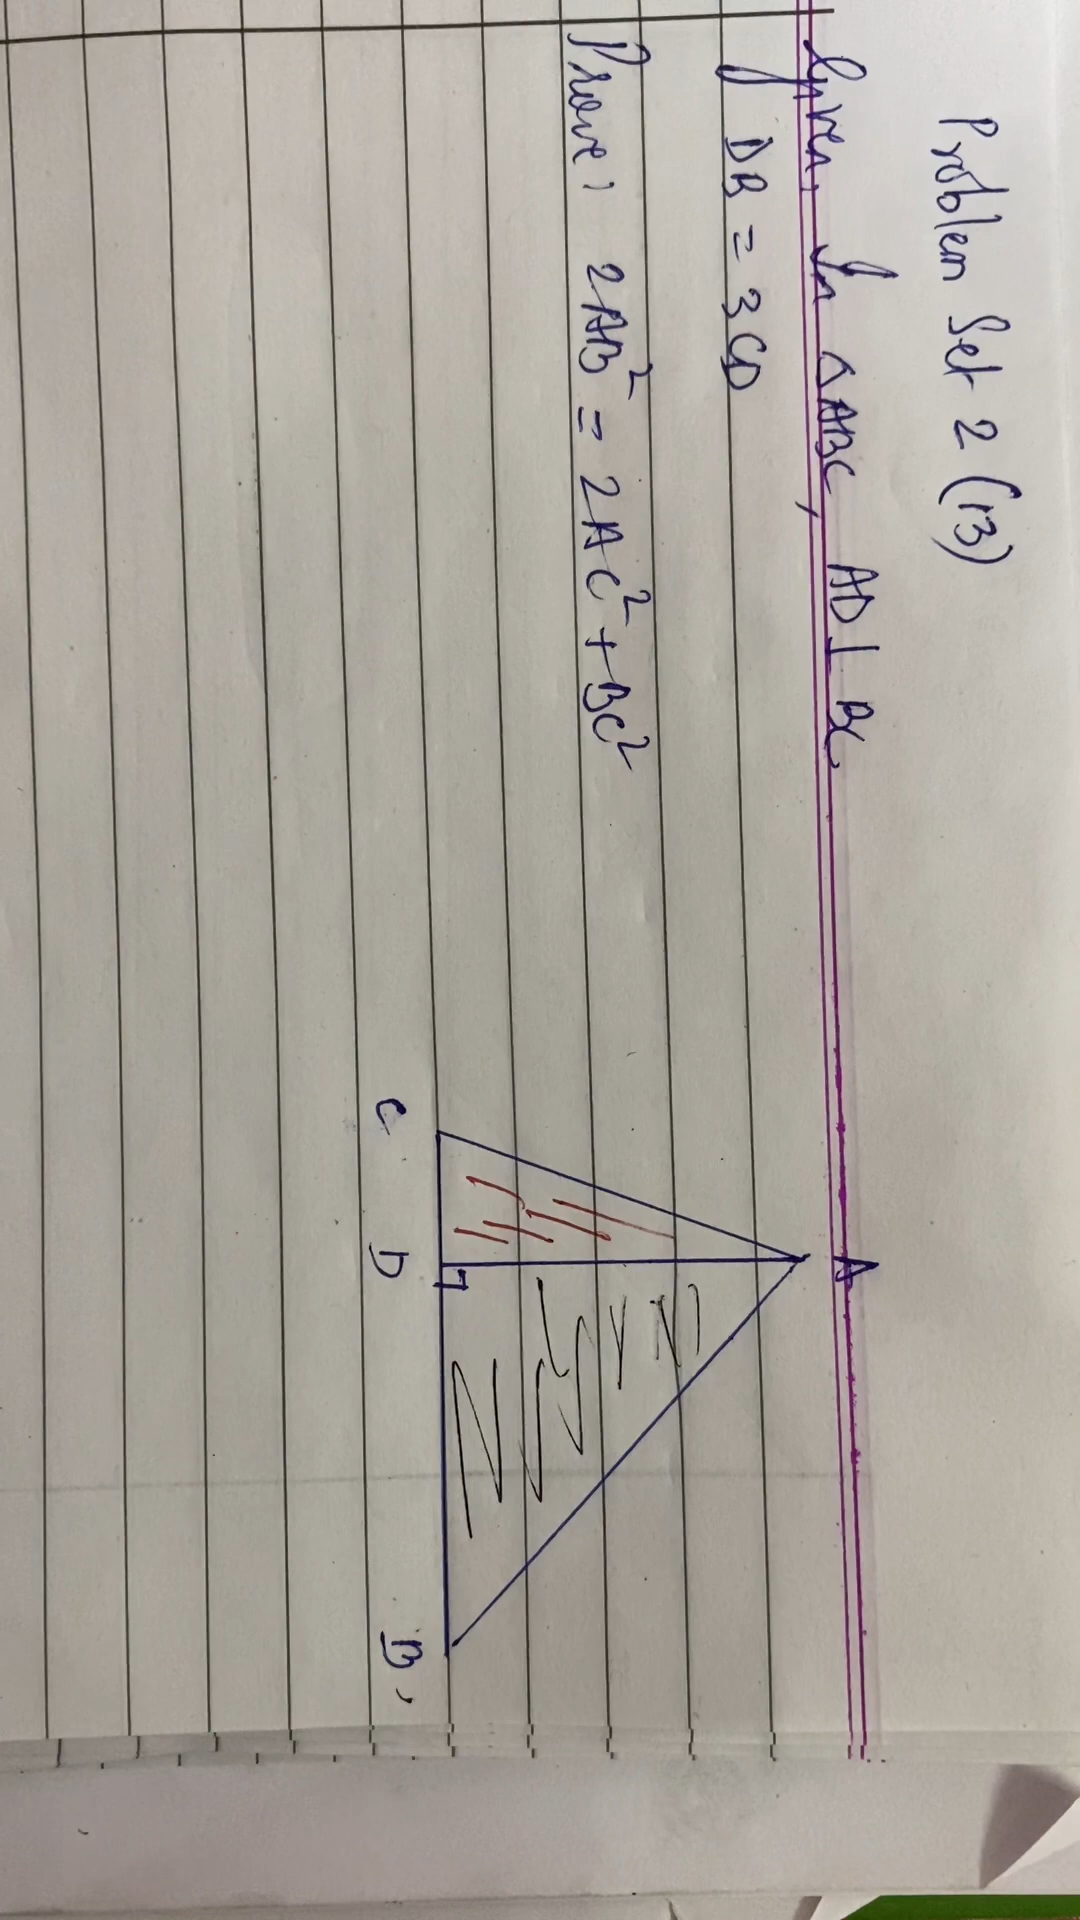 Problem Set 2 (13)
Given, In △ABC, AD ⊥ BC
DB = 3CD
Prove: 2AB² = 2AC² + BC²
A
C D B